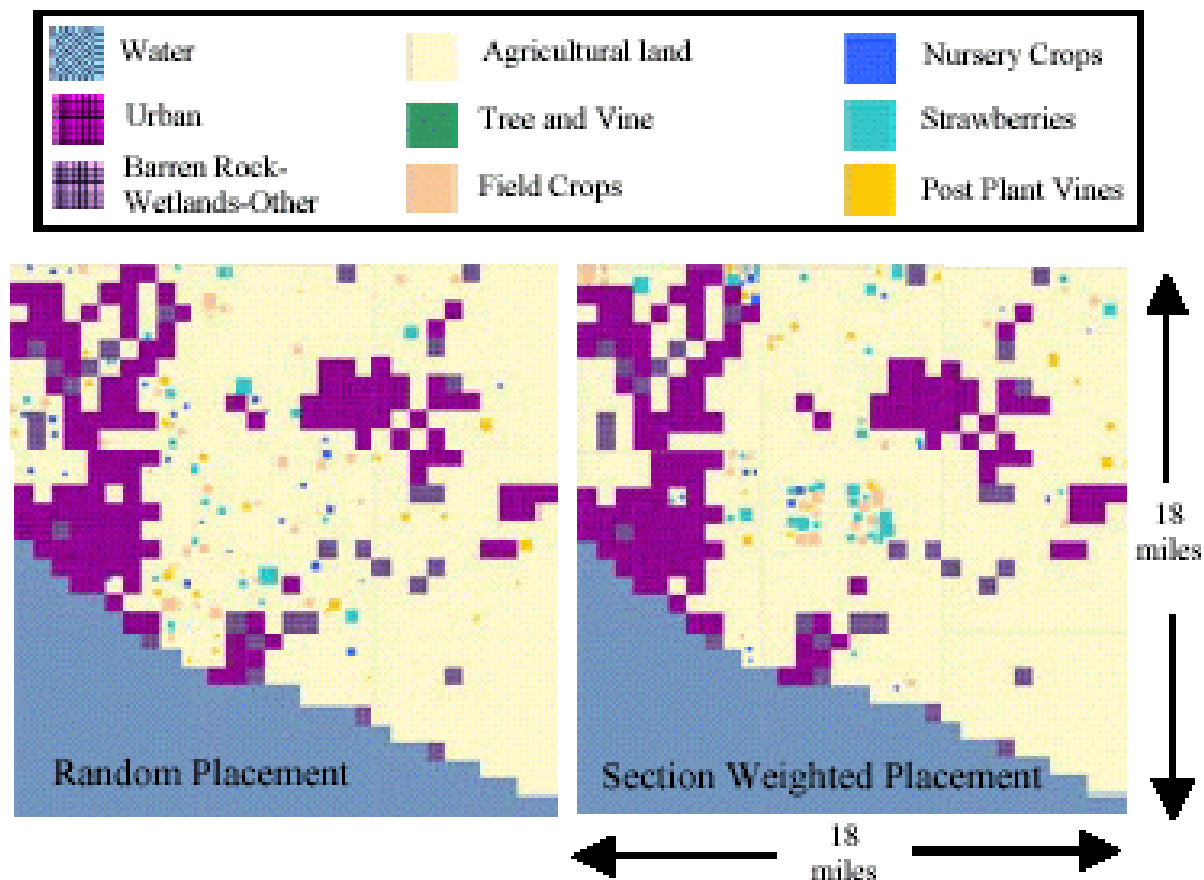 Water
Agricultural land
Nursery Crops
Urban
Tree and Vine
Strawberries
Barren Rock-
Wetlands-Other
Field Crops
Post Plant Vines
Random Placement
Section Weighted Placement
18
miles
18
miles